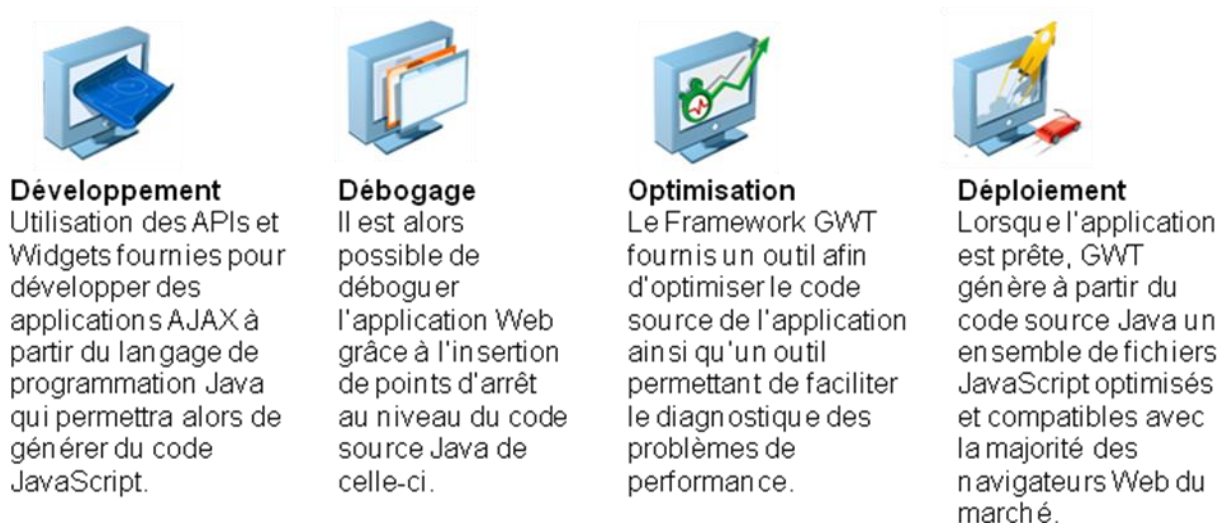 Développement
Utilisation des APIs et
Widgets fournies pour
développer des
applications AJAX à
partir du langage de
programmation Java
qui permettra alors de
générer du code
JavaScript.
Débogage
Il est alors
possible de
déboguer
l'application Web
grâce à l'insertion
de points d'arrêt
au niveau du code
source Java de
celle-ci.
Optimisation
Le Framework GWT
fournis un outil afin
d'optimiser le code
source de l'application
ainsi qu'un outil
permettant de faciliter
le diagnostique des
problèmes de
performance.
Déploiement
Lorsque l'application
est prête, GWT
génère à partir du
code source Java un
ensemble de fichiers
JavaScript optimisés
et compatibles avec
la majorité des
navigateurs Web du
marché.